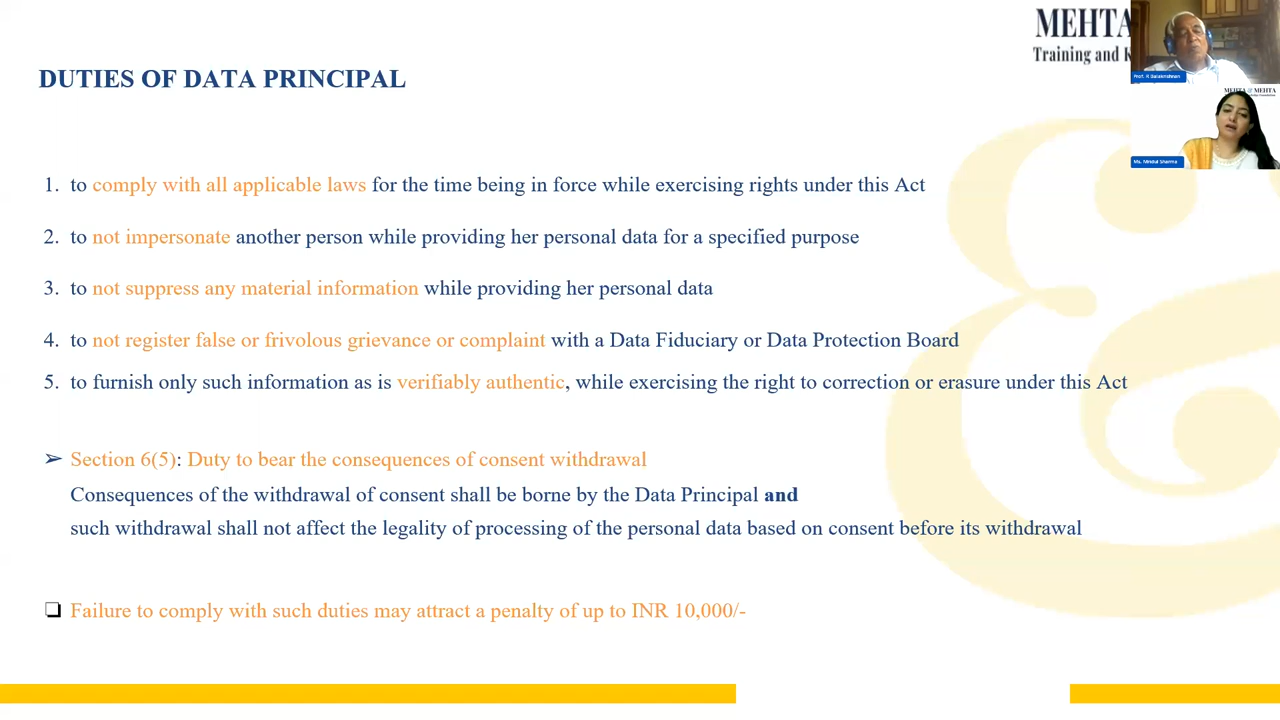 MEHTA
Training and K
Prof. R Balakrishnan
MEHTA & MEHTA
Ms. Mridul Sharma
DUTIES OF DATA PRINCIPAL
1. to comply with all applicable laws for the time being in force while exercising rights under this Act
2. to not impersonate another person while providing her personal data for a specified purpose
3. to not suppress any material information while providing her personal data
4. to not register false or frivolous grievance or complaint with a Data Fiduciary or Data Protection Board
5. to furnish only such information as is verifiably authentic, while exercising the right to correction or erasure under this Act
➢ Section 6(5): Duty to bear the consequences of consent withdrawal
Consequences of the withdrawal of consent shall be borne by the Data Principal and
such withdrawal shall not affect the legality of processing of the personal data based on consent before its withdrawal
❑ Failure to comply with such duties may attract a penalty of up to INR 10,000/-